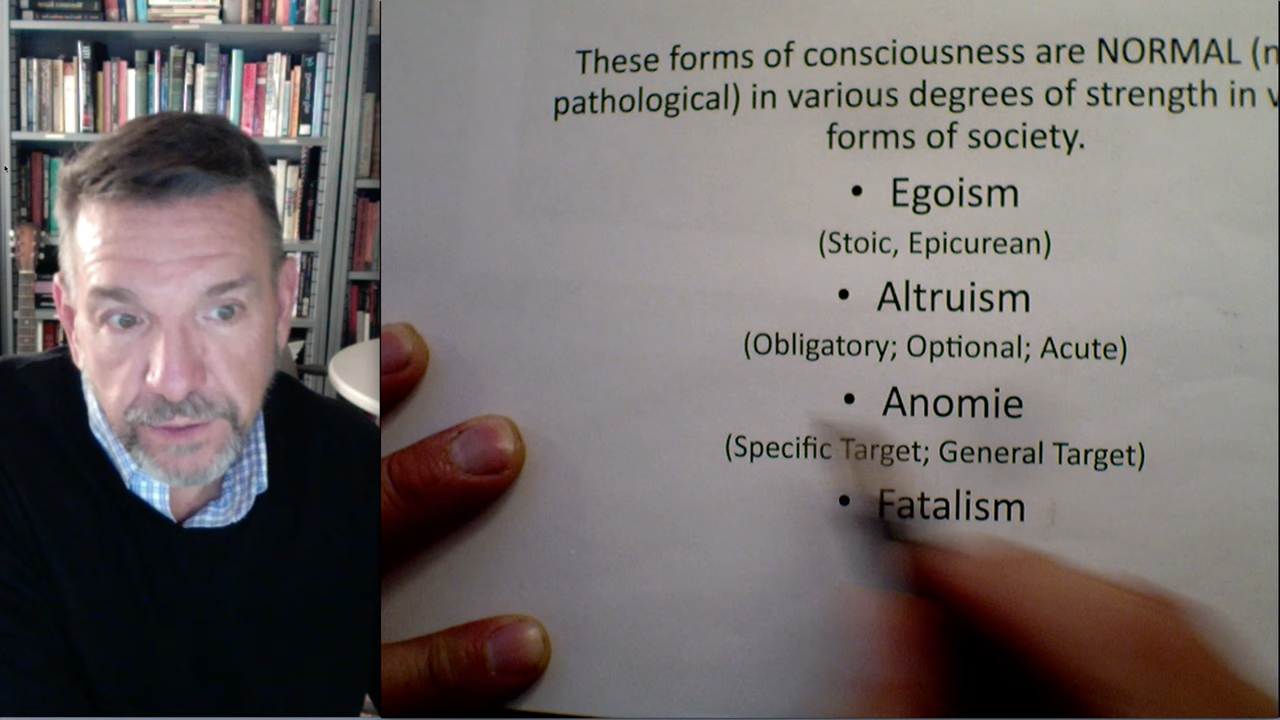 These forms of consciousness are NORMAL (
pathological) in various degrees of strength in
forms of society.
• Egoism
(Stoic, Epicurean)
• Altruism
(Obligatory; Optional; Acute)
• Anomie
(Specific Target; General Target)
• Fatalism